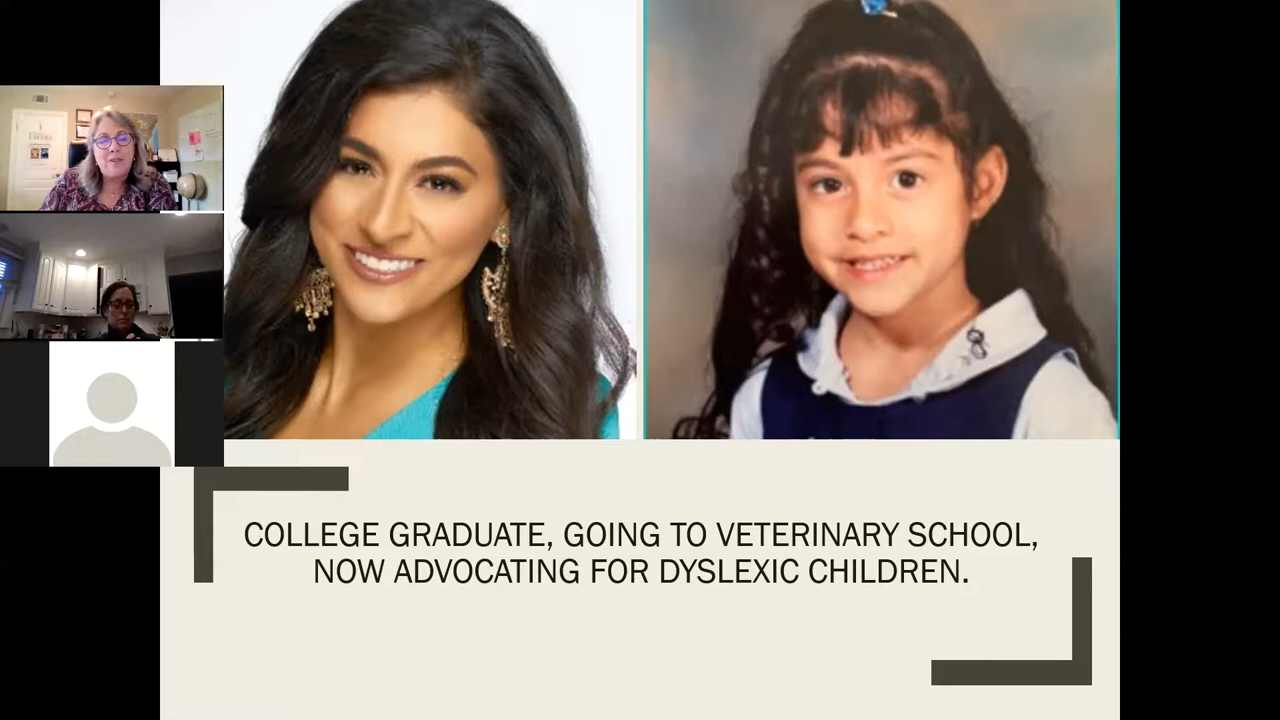 COLLEGE GRADUATE, GOING TO VETERINARY SCHOOL,
NOW ADVOCATING FOR DYSLEXIC CHILDREN.